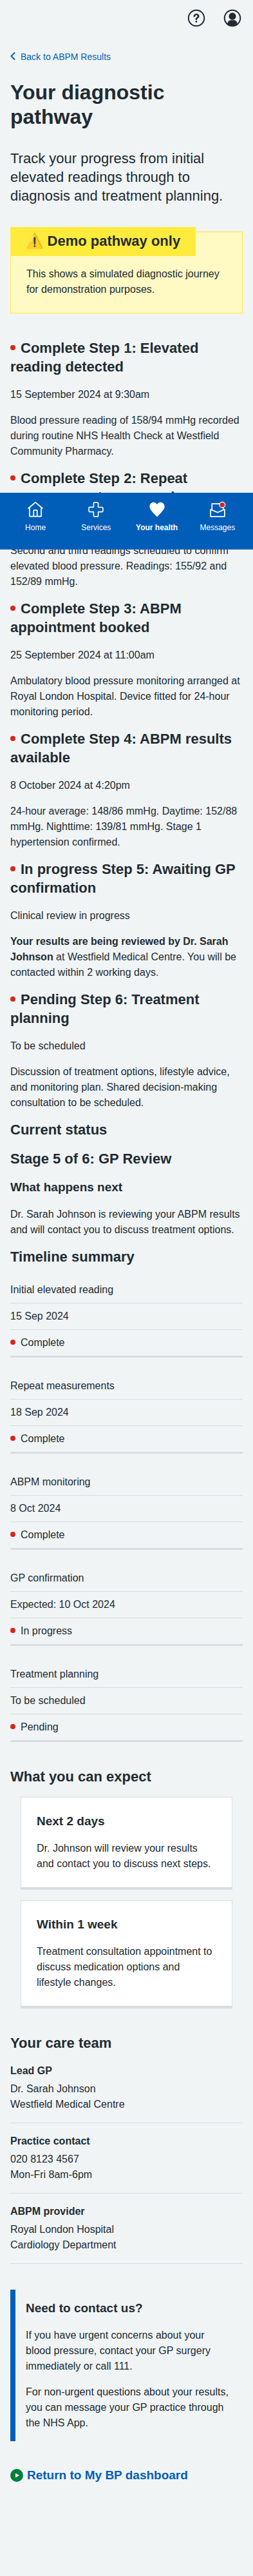 Back to ABPM Results
Your diagnostic
pathway
Track your progress from initial
elevated readings through to
diagnosis and treatment planning.
⚠️ Demo pathway only
This shows a simulated diagnostic journey
for demonstration purposes.
Complete Step 1: Elevated
reading detected
15 September 2024 at 9:30am
Blood pressure reading of 158/94 mmHg recorded
during routine NHS Health Check at Westfield
Community Pharmacy.
Complete Step 2: Repeat
Home
Services
Your health
Messages
Second and third readings scheduled to confirm
elevated blood pressure. Readings: 155/92 and
152/89 mmHg.
Complete Step 3: ABPM
appointment booked
25 September 2024 at 11:00am
Ambulatory blood pressure monitoring arranged at
Royal London Hospital. Device fitted for 24-hour
monitoring period.
Complete Step 4: ABPM results
available
8 October 2024 at 4:20pm
24-hour average: 148/86 mmHg. Daytime: 152/88
mmHg. Nighttime: 139/81 mmHg. Stage 1
hypertension confirmed.
In progress Step 5: Awaiting GP
confirmation
Clinical review in progress
Your results are being reviewed by Dr. Sarah
Johnson at Westfield Medical Centre. You will be
contacted within 2 working days.
Pending Step 6: Treatment
planning
To be scheduled
Discussion of treatment options, lifestyle advice,
and monitoring plan. Shared decision-making
consultation to be scheduled.
Current status
Stage 5 of 6: GP Review
What happens next
Dr. Sarah Johnson is reviewing your ABPM results
and will contact you to discuss treatment options.
Timeline summary
Initial elevated reading
15 Sep 2024
Complete
Repeat measurements
18 Sep 2024
Complete
ABPM monitoring
8 Oct 2024
Complete
GP confirmation
Expected: 10 Oct 2024
In progress
Treatment planning
To be scheduled
Pending
What you can expect
Next 2 days
Dr. Johnson will review your results
and contact you to discuss next steps.
Within 1 week
Treatment consultation appointment to
discuss medication options and
lifestyle changes.
Your care team
Lead GP
Dr. Sarah Johnson
Westfield Medical Centre
Practice contact
020 8123 4567
Mon-Fri 8am-6pm
ABPM provider
Royal London Hospital
Cardiology Department
Need to contact us?
If you have urgent concerns about your
blood pressure, contact your GP surgery
immediately or call 111.
For non-urgent questions about your results,
you can message your GP practice through
the NHS App.
Return to My BP dashboard